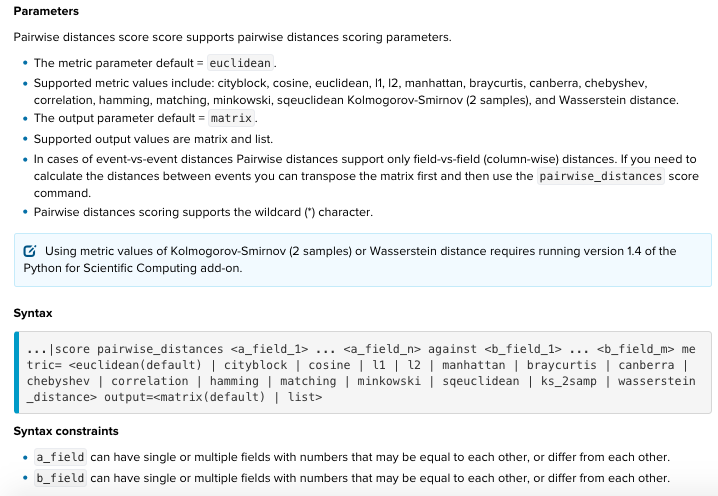 Parameters
Pairwise distances score score supports pairwise distances scoring parameters.
• The metric parameter default = euclidean.
• Supported metric values include: cityblock, cosine, euclidean, l1, l2, manhattan, braycurtis, canberra, chebyshev,
correlation, hamming, matching, minkowski, sqeuclidean Kolmogorov-Smirnov (2 samples), and Wasserstein distance.
• The output parameter default = matrix.
• Supported output values are matrix and list.
• In cases of event-vs-event distances Pairwise distances support only field-vs-field (column-wise) distances. If you need to
calculate the distances between events you can transpose the matrix first and then use the pairwise_distances score
command.
• Pairwise distances scoring supports the wildcard (*) character.
Using metric values of Kolmogorov-Smirnov (2 samples) or Wasserstein distance requires running version 1.4 of the
Python for Scientific Computing add-on.
Syntax
...|score pairwise_distances <a_field_1> ... <a_field_n> against <b_field_1> ... <b_field_m> me
tric= <euclidean(default) | cityblock | cosine | l1 | l2 | manhattan | braycurtis | canberra |
chebyshev | correlation | hamming | matching | minkowski | sqeuclidean | ks_2samp | wasserstein
_distance> output=<matrix(default) | list>
Syntax constraints
• a_field can have single or multiple fields with numbers that may be equal to each other, or differ from each other.
• b_field can have single or multiple fields with numbers that may be equal to each other, or differ from each other.